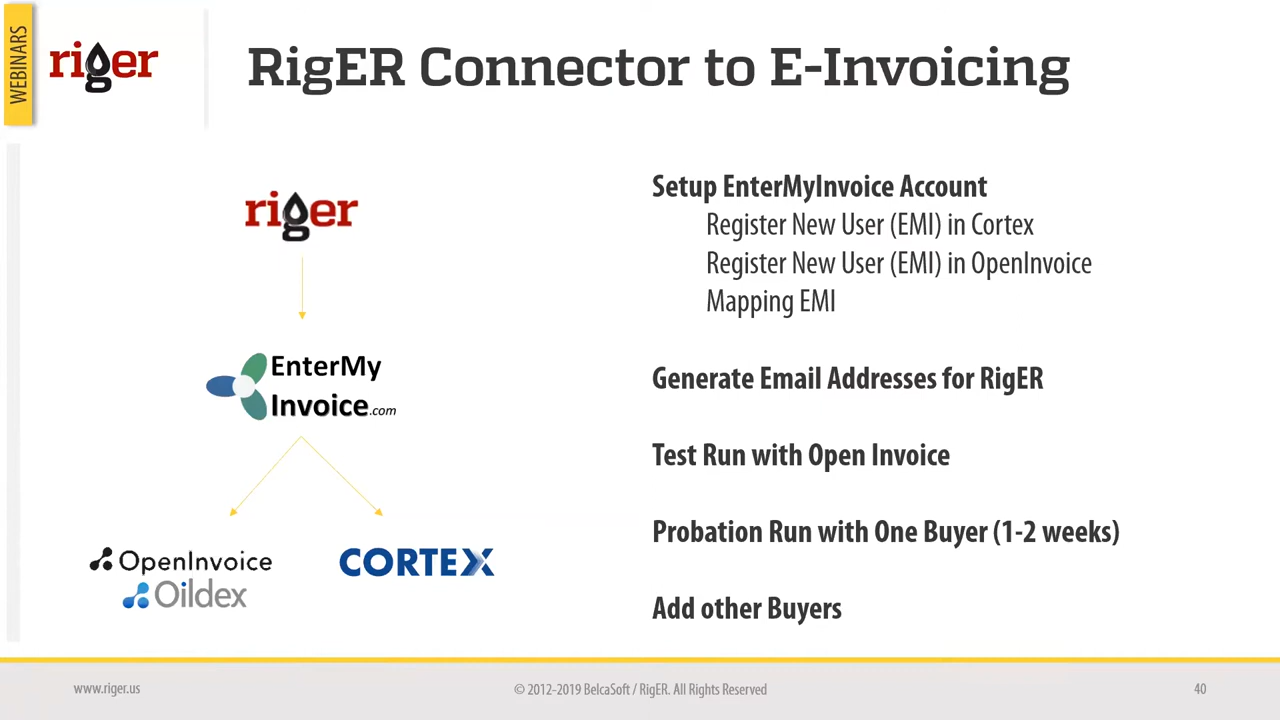 WEBINARS
riger
RigER Connector to E-Invoicing
riger
EnterMy
Invoice.com
OpenInvoice
Oildex
CORTEX
Setup EnterMyInvoice Account
Register New User (EMI) in Cortex
Register New User (EMI) in OpenInvoice
Mapping EMI
Generate Email Addresses for RigER
Test Run with Open Invoice
Probation Run with One Buyer (1-2 weeks)
Add other Buyers
www.riger.us
© 2012-2019 BelcaSoft / RigER. All Rights Reserved
40